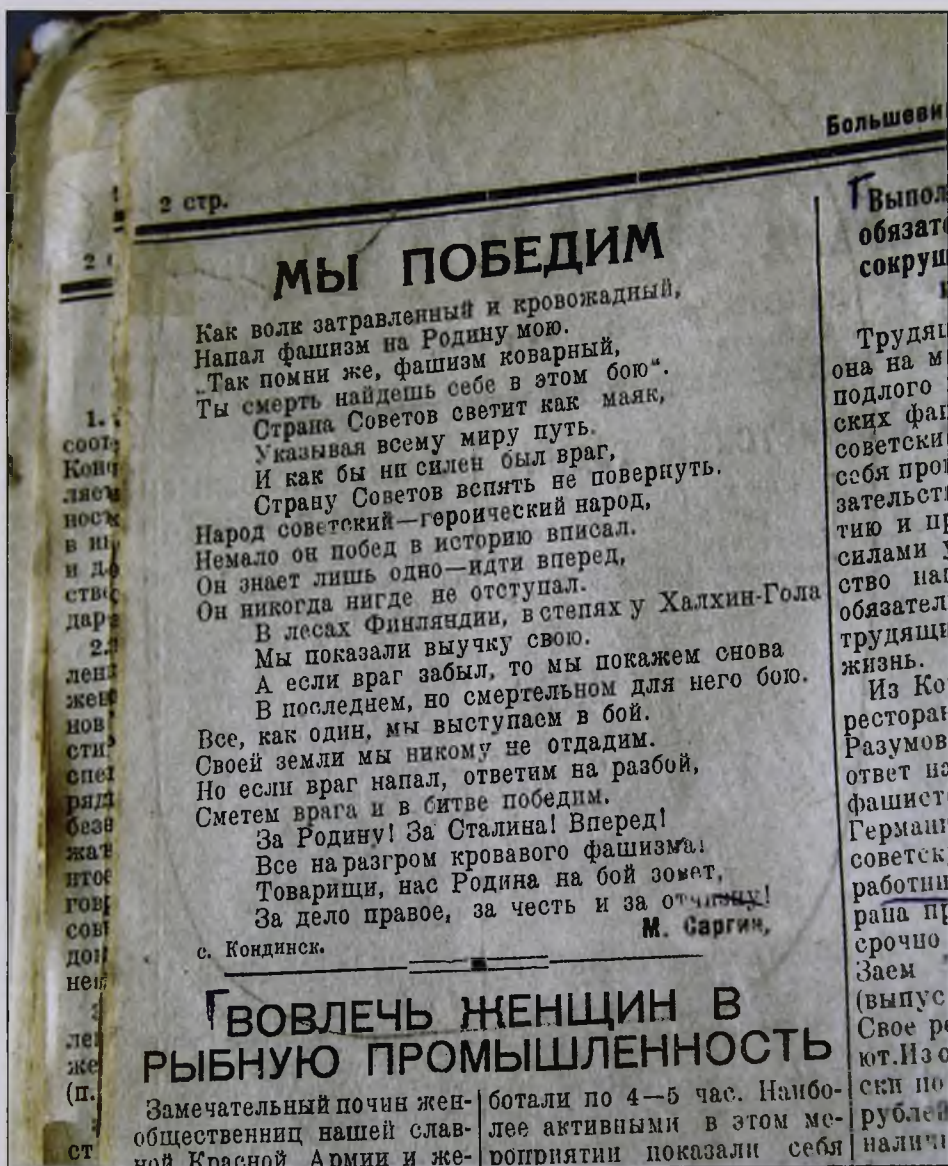 Большеви
2 стр.
МЫ ПОБЕДИМ
Как волк затравленный и кровожадный,
Напал фашизм на Родину мою.
„Так помни же, фашизм коварный,
Ты смерть найдешь себе в этом бою“.
Страна Советов светит как маяк,
Указывая всему миру путь.
И как бы ни силен был враг,
Страну Советов вспять не повернуть.
Народ советский—героический народ,
Немало он побед в историю вписал.
Он знает лишь одно—идти вперед,
Он никогда нигде не отступал.
В лесах Финляндии, в степях у Халхин-Гола
Мы показали выучку свою.
А если враг забыл, то мы покажем снова
В последнем, но смертельном для него бою.
Все, как один, мы выступаем в бой.
Своей земли мы никому не отдадим.
Но если враг напал, ответим на разбой,
Сметем врага и в битве победим.
За Родину! За Сталина! Вперед!
Все на разгром кровавого фашизма!
Товарищи, нас Родина на бой зовет,
За дело правое, за честь и за отчизну!
М. Саргин,
с. Кондинск.
ВОВЛЕЧЬ ЖЕНЩИН В
РЫБНУЮ ПРОМЫШЛЕННОСТЬ
Замечательный почин жен-
общественниц нашей слав-
ной Красной Армии и же-
ботали по 4—5 час. Наибо-
лее активными в этом ме-
роприятии показали себя
Выпол
обязат
сокруш
Трудящ
она на м
подлого
ских фаш
советски
себя про
зательст
тию и пр
силами у
ство наш
обязател
трудящи
жизнь.
Из Ко
ресторан
Разумов
ответ на
фашист
Герман
советск
работни
рана пр
срочно
Заем
(выпус
Свое ре
ют. Из о
ски по
рублей
налич